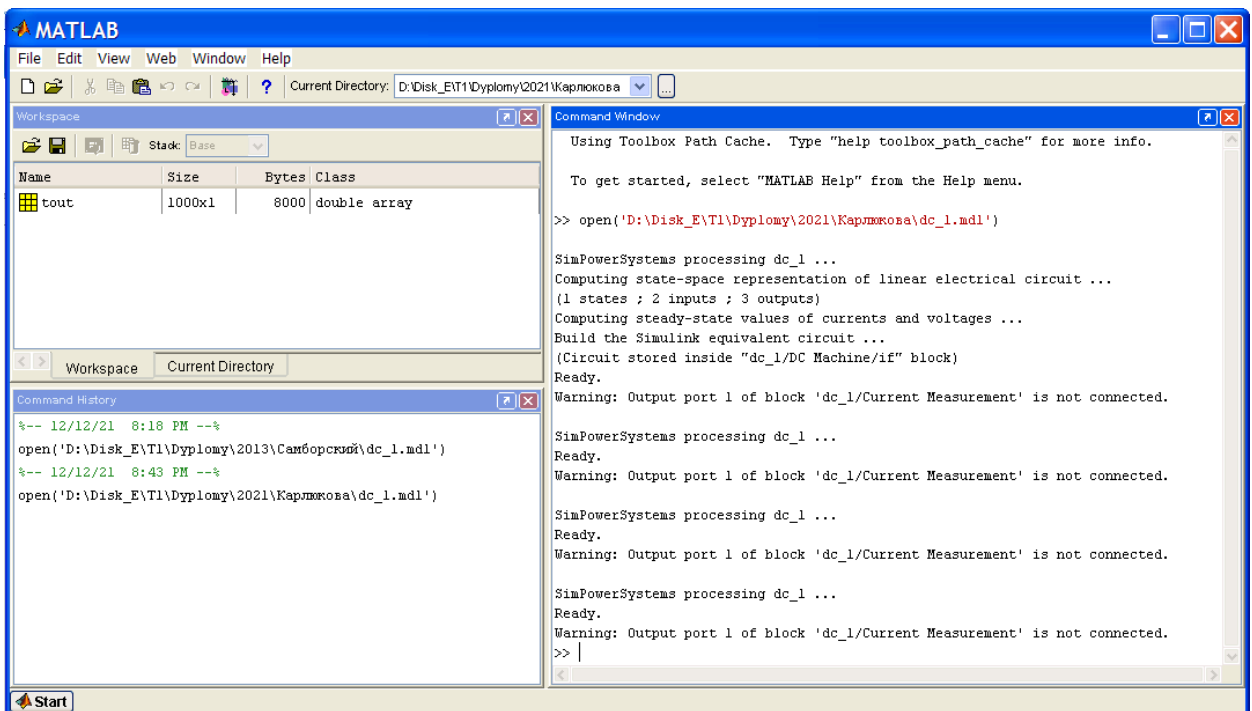 MATLAB
File Edit View Web Window Help
? Current Directory: D:\Disk_E\T1\Dyplomy\2021\Карлюкова ...
Workspace
Stack: Base
Name Size Bytes Class
tout 1000x1 8000 double array
Workspace Current Directory
Command History
%-- 12/12/21 8:18 PM --%
open('D:\Disk_E\T1\Dyplomy\2013\Самборский\dc_1.mdl')
%-- 12/12/21 8:43 PM --%
open('D:\Disk_E\T1\Dyplomy\2021\Карлюкова\dc_1.mdl')
Command Window
Using Toolbox Path Cache. Type "help toolbox_path_cache" for more info.
To get started, select "MATLAB Help" from the Help menu.
>> open('D:\Disk_E\T1\Dyplomy\2021\Карлюкова\dc_1.mdl')
SimPowerSystems processing dc_1 ...
Computing state-space representation of linear electrical circuit ...
(1 states ; 2 inputs ; 3 outputs)
Computing steady-state values of currents and voltages ...
Build the Simulink equivalent circuit ...
(Circuit stored inside "dc_1/DC Machine/if" block)
Ready.
Warning: Output port 1 of block 'dc_1/Current Measurement' is not connected.
SimPowerSystems processing dc_1 ...
Ready.
Warning: Output port 1 of block 'dc_1/Current Measurement' is not connected.
SimPowerSystems processing dc_1 ...
Ready.
Warning: Output port 1 of block 'dc_1/Current Measurement' is not connected.
SimPowerSystems processing dc_1 ...
Ready.
Warning: Output port 1 of block 'dc_1/Current Measurement' is not connected.
>>
Start